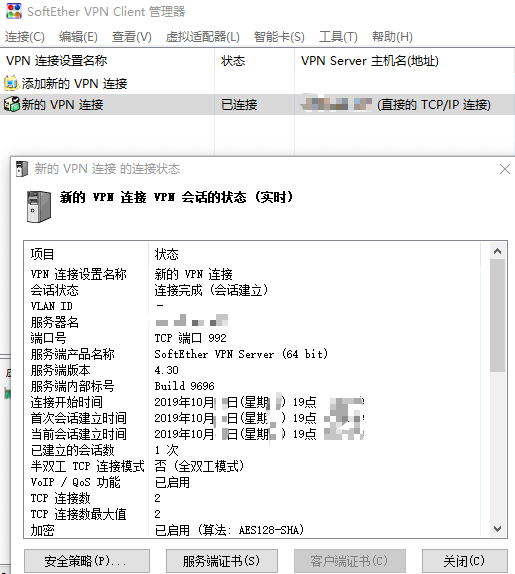 SoftEther VPN Client 管理器
连接(C) 编辑(E) 查看(V) 虚拟适配器(L) 智能卡(S) 工具(T) 帮助(H)
VPN 连接设置名称 状态 VPN Server 主机名(地址)
添加新的 VPN 连接
新的 VPN 连接 已连接 (直接的 TCP/IP 连接)
新的 VPN 连接 的连接状态
新的 VPN 连接 VPN 会话的状态 (实时)
项目 状态
VPN 连接设置名称 新的 VPN 连接
会话状态 连接完成 (会话建立)
VLAN ID -
服务器名
端口号 TCP 端口 992
服务端产品名称 SoftEther VPN Server (64 bit)
服务端版本 4.30
服务端内部标号 Build 9696
连接开始时间 2019年10月 日(星期 ) 19点
首次会话建立时间 2019年10月 日(星期 ) 19点
当前会话建立时间 2019年10月 日(星期 ) 19点
已建立的会话数 1 次
半双工 TCP 连接模式 否 (全双工模式)
VoIP / QoS 功能 已启用
TCP 连接数 2
TCP 连接数最大值 2
加密 已启用 (算法: AES128-SHA)
安全策略(P)... 服务端证书(S) 客户端证书(C) 关闭(C)